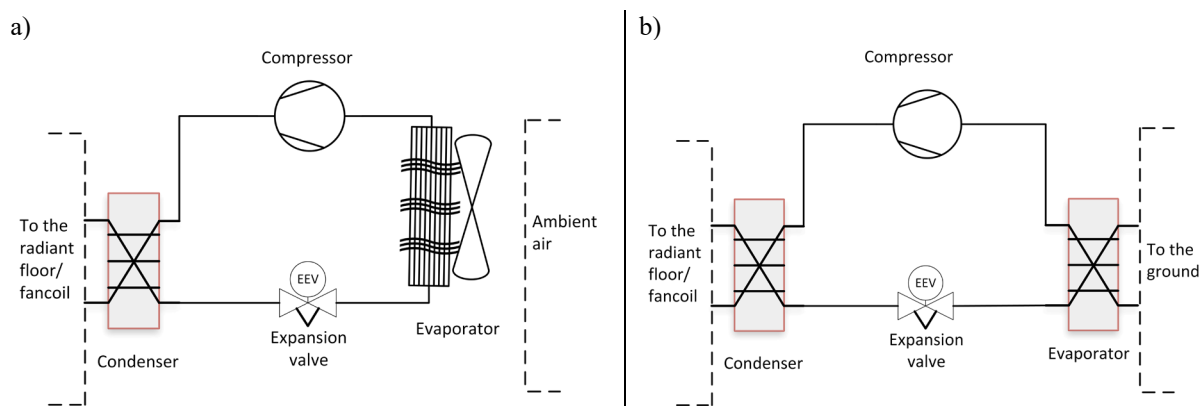 a)
Compressor
To the
radiant
floor/
fancoil
Ambient
air
EEV
Expansion
valve
Evaporator
Condenser
b)
Compressor
To the
radiant
floor/
fancoil
To the
ground
EEV
Expansion
valve
Evaporator
Condenser